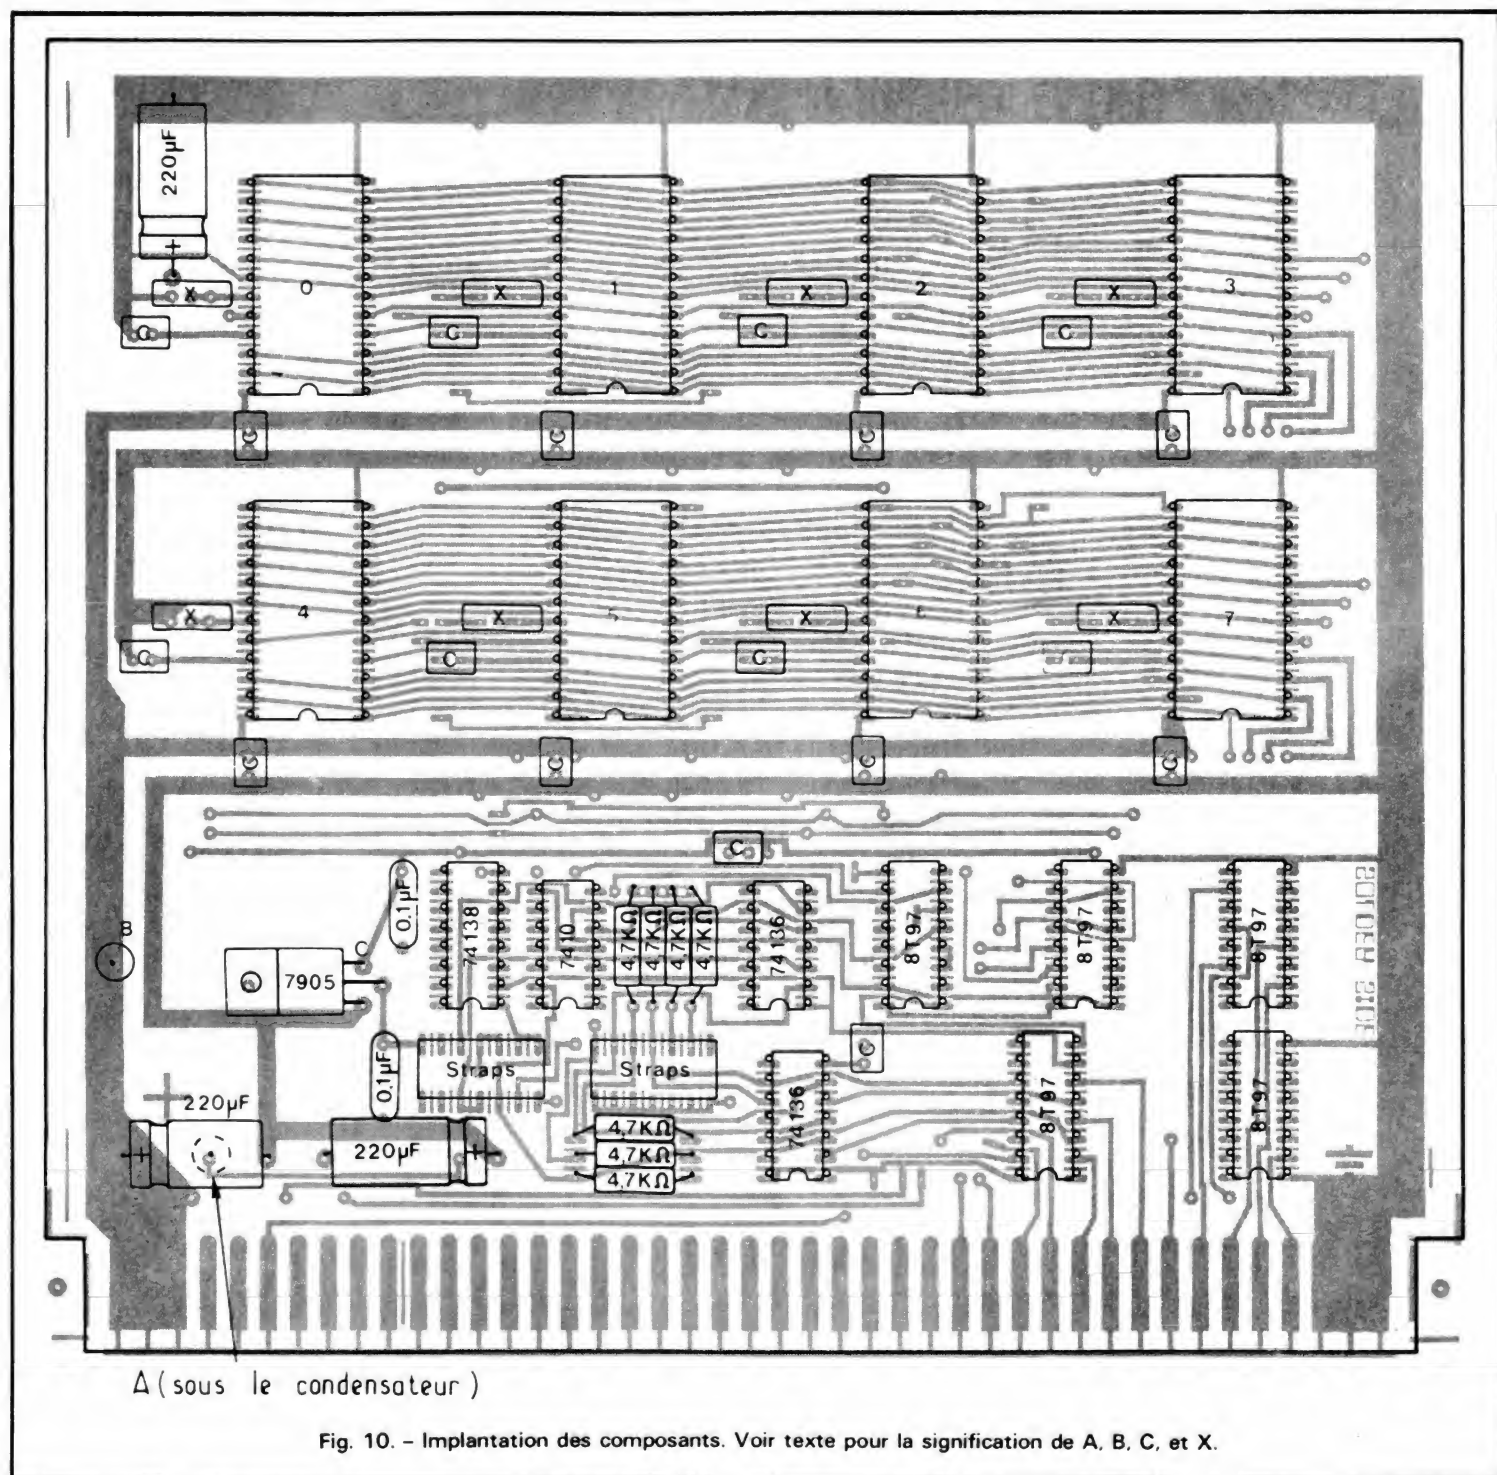 220µF
+
X
C
0
X
C
1
X
C
2
X
C
3
C
C
C
C
X
C
4
X
C
5
X
C
6
X
7
C
C
C
C
C
B
7905
C
0,1µF
74138
7410
4,7KΩ
4,7KΩ
4,7KΩ
4,7KΩ
74136
8T97
8T97
8T97
0,1µF
Straps
Straps
C
74136
8T97
8T97
220µF
+
220µF
+
4,7KΩ
4,7KΩ
4,7KΩ
A (sous le condensateur)
Fig. 10. – Implantation des composants. Voir texte pour la signification de A, B, C, et X.